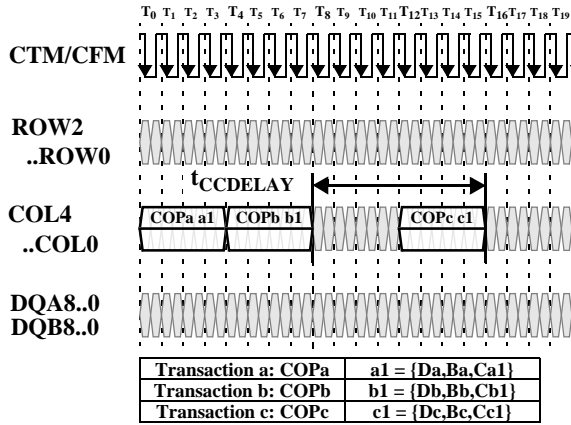 T0 T1 T2 T3 T4 T5 T6 T7 T8 T9 T10 T11 T12 T13 T14 T15 T16 T17 T18 T19
CTM/CFM
ROW2
..ROW0
tCCDELAY
COL4
..COL0
COPa a1 COPb b1 COPc c1
DQA8..0
DQB8..0
Transaction a: COPa a1 = {Da,Ba,Ca1}
Transaction b: COPb b1 = {Db,Bb,Cb1}
Transaction c: COPc c1 = {Dc,Bc,Cc1}